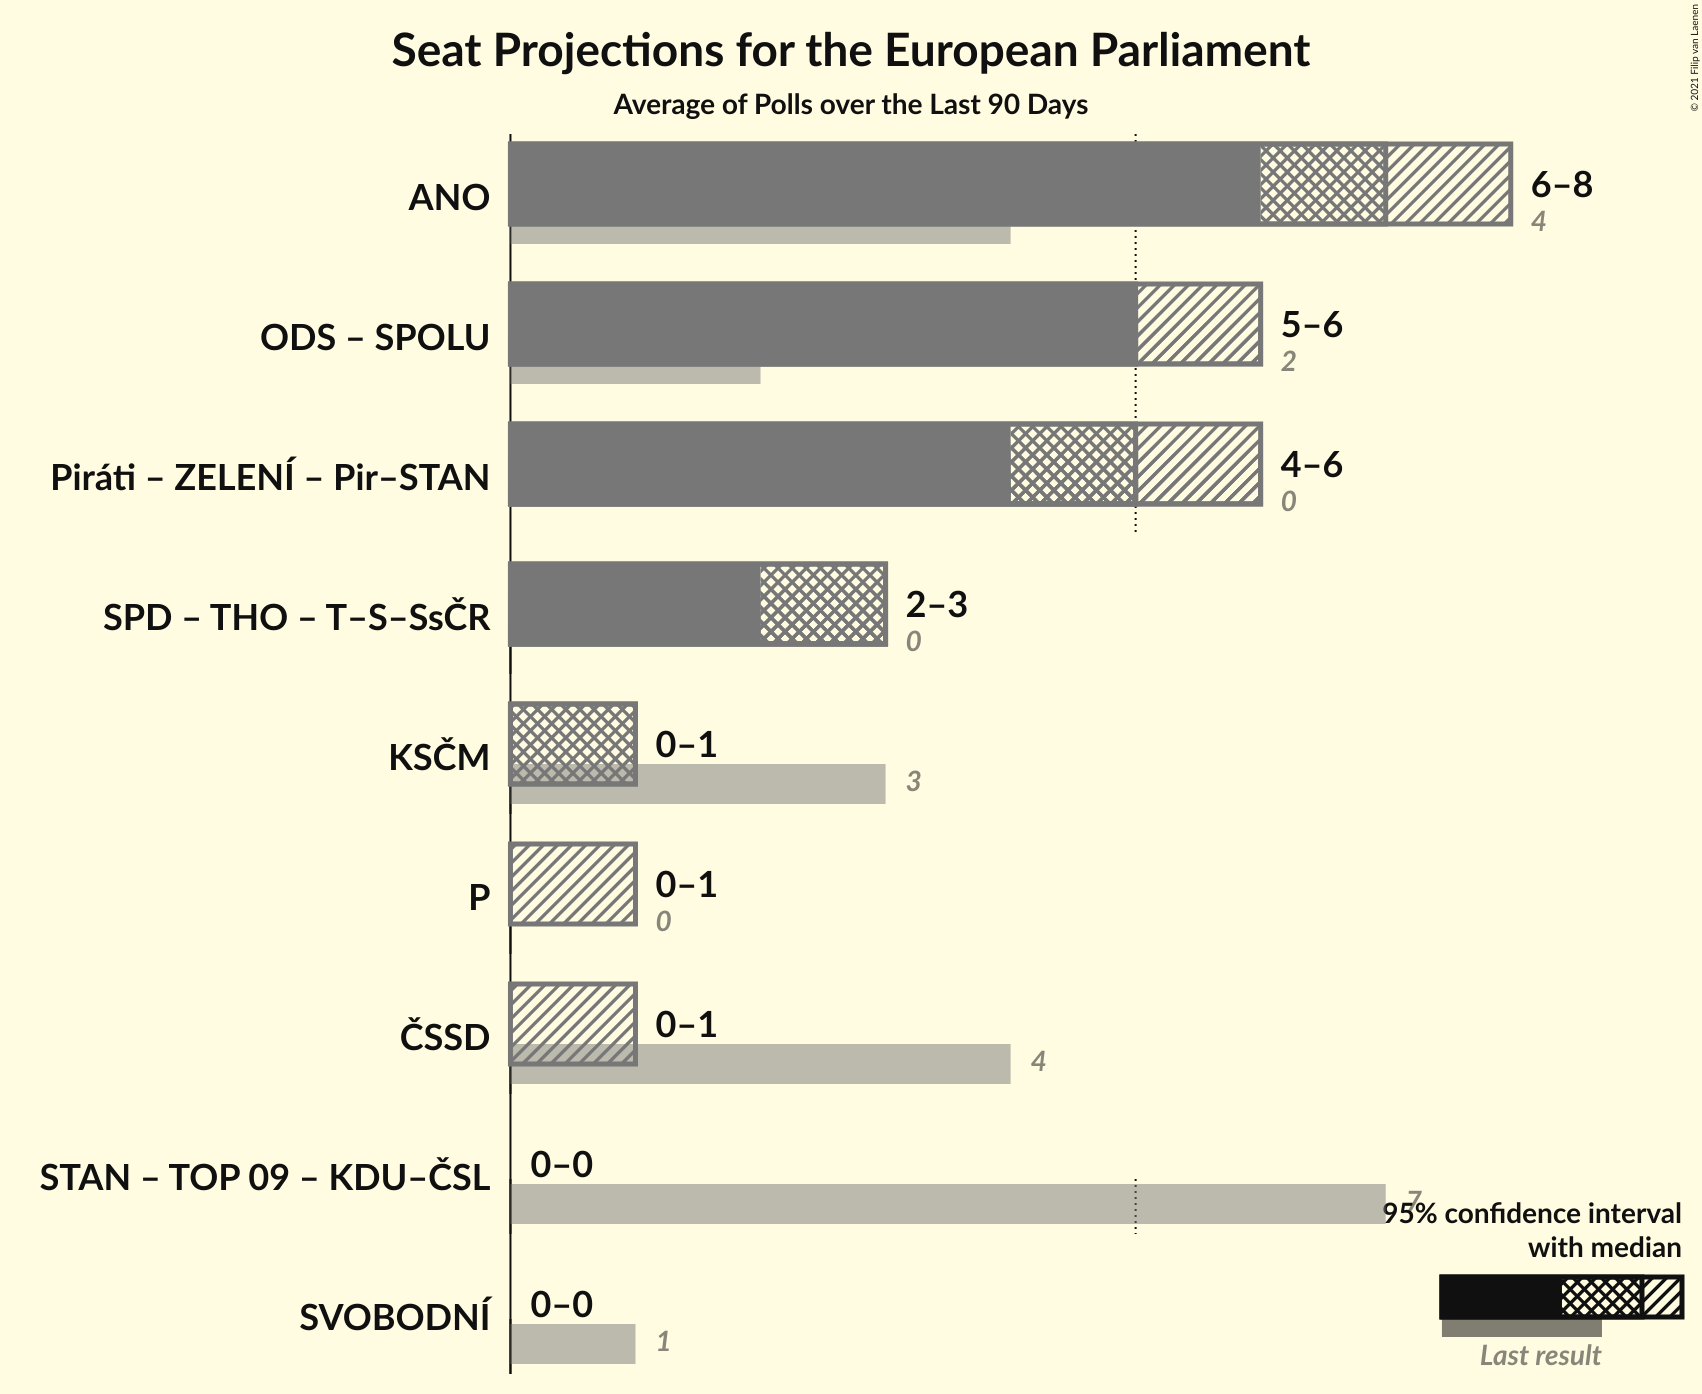 Seat Projections for the European Parliament
Average of Polls over the Last 90 Days
© 2021 Filip van Laenen
ANO
6–8
4
ODS – SPOLU
5–6
2
Piráti – ZELENÍ – Pir–STAN
4–6
0
SPD – THO – T–S–SsČR
2–3
0
KSČM
0–1
3
P
0–1
0
ČSSD
0–1
4
STAN – TOP 09 – KDU–ČSL
0–0
7
SVOBODNÍ
0–0
1
95% confidence interval
with median
Last result